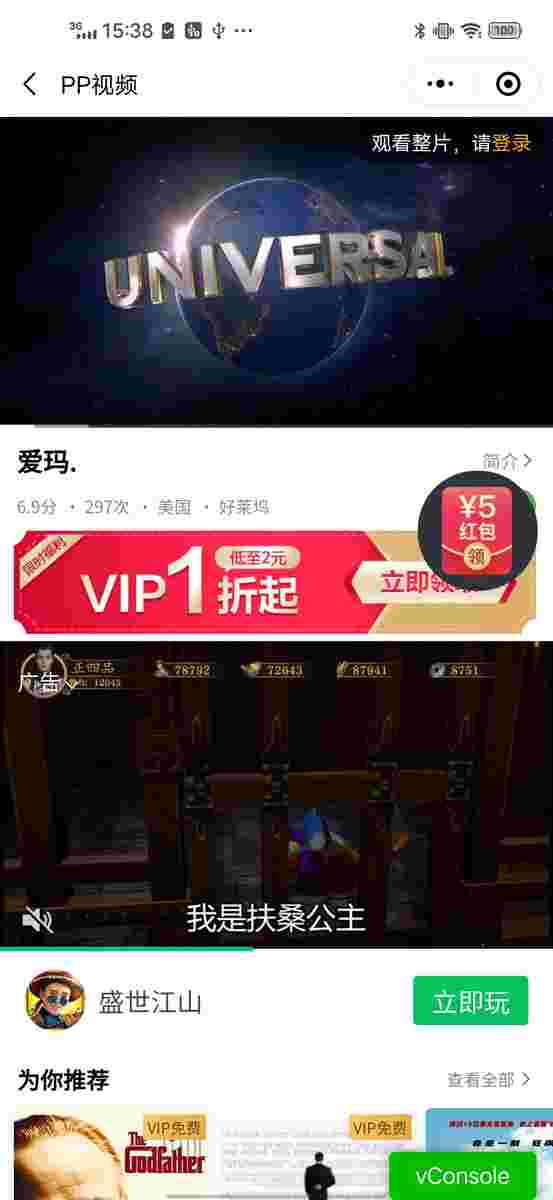 3G 15:38 100
PP视频
观看整片，请登录
UNIVERSAL
爱玛.
简介
6.9分 · 297次 · 美国 · 好莱坞
¥5
红包
领
限时福利
VIP1折起
低至2元
立即领
正四品
78792
72643
87941
8751
12043
广告
我是扶桑公主
盛世江山
立即玩
为你推荐
查看全部
VIP免费
The Godfather
VIP免费
vConsole